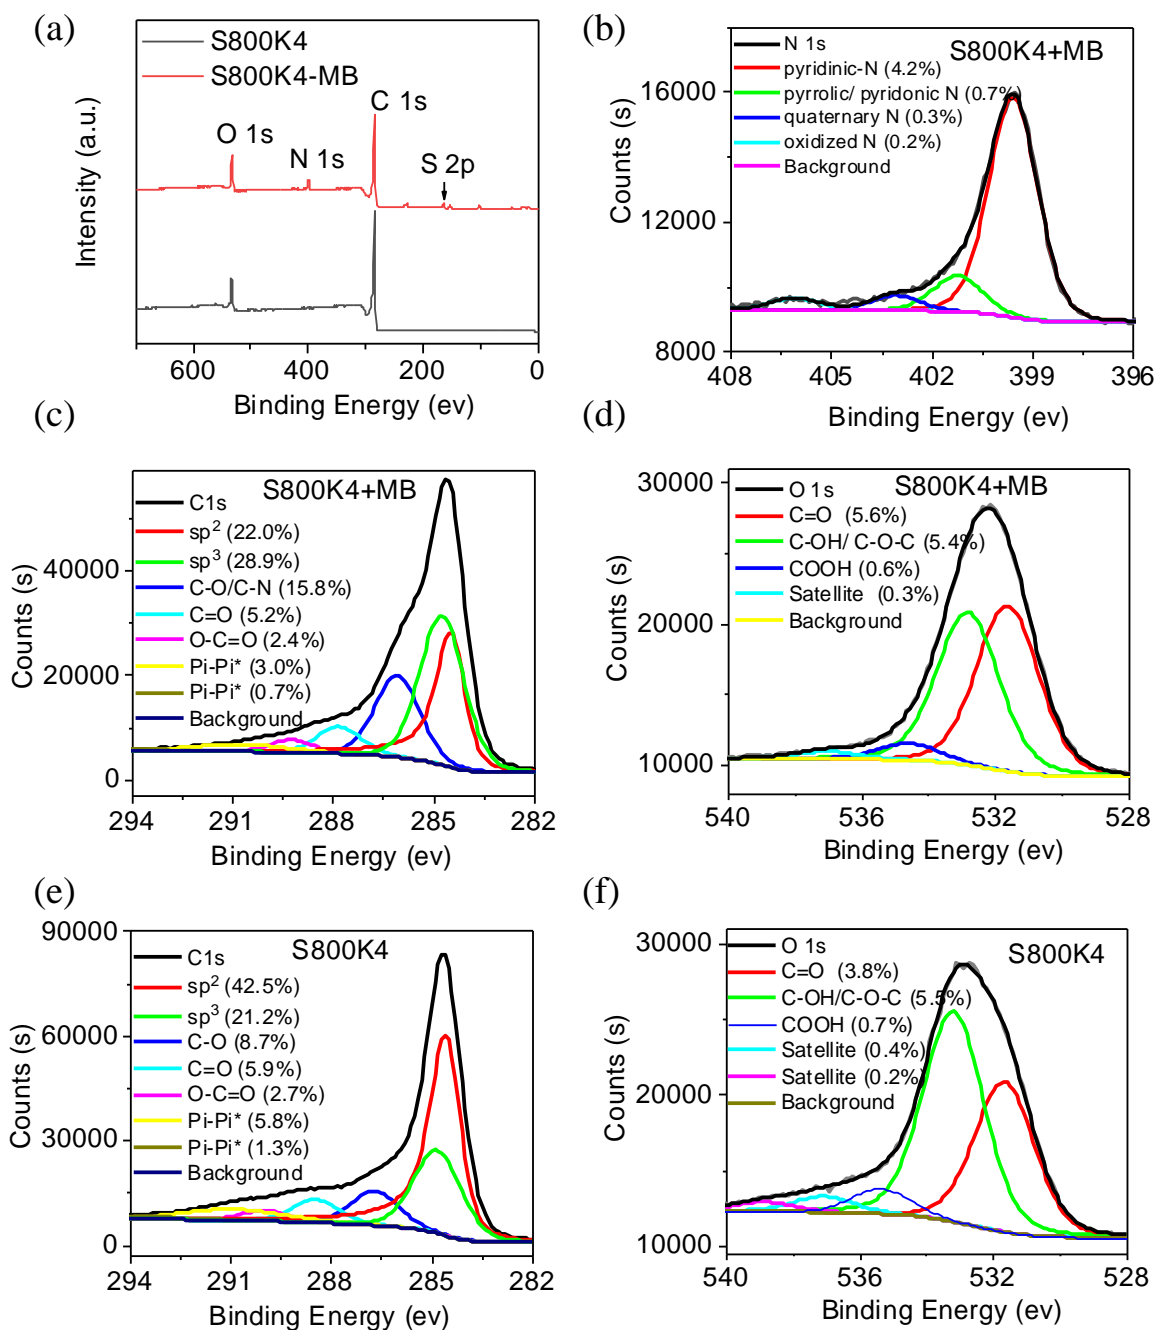 (a)
S800K4
S800K4-MB
C 1s
O 1s
N 1s
S 2p
Intensity (a.u.)
600
400
200
0
Binding Energy (ev)
(b)
S800K4+MB
N 1s
pyridinic-N (4.2%)
pyrrolic/ pyridonic N (0.7%)
quaternary N (0.3%)
oxidized N (0.2%)
Background
Counts (s)
16000
12000
8000
408
405
402
399
396
Binding Energy (ev)
(c)
S800K4+MB
C1s
sp² (22.0%)
sp³ (28.9%)
C-O/C-N (15.8%)
C=O (5.2%)
O-C=O (2.4%)
Pi-Pi* (3.0%)
Pi-Pi* (0.7%)
Background
Counts (s)
40000
20000
0
294
291
288
285
282
Binding Energy (ev)
(d)
S800K4+MB
O 1s
C=O (5.6%)
C-OH/ C-O-C (5.4%)
COOH (0.6%)
Satellite (0.3%)
Background
Counts (s)
30000
20000
10000
540
536
532
528
Binding Energy (ev)
(e)
S800K4
C1s
sp² (42.5%)
sp³ (21.2%)
C-O (8.7%)
C=O (5.9%)
O-C=O (2.7%)
Pi-Pi* (5.8%)
Pi-Pi* (1.3%)
Background
Counts (s)
90000
60000
30000
0
294
291
288
285
282
Binding Energy (ev)
(f)
S800K4
O 1s
C=O (3.8%)
C-OH/C-O-C (5.5%)
COOH (0.7%)
Satellite (0.4%)
Satellite (0.2%)
Background
Counts (s)
30000
20000
10000
540
536
532
528
Binding Energy (ev)